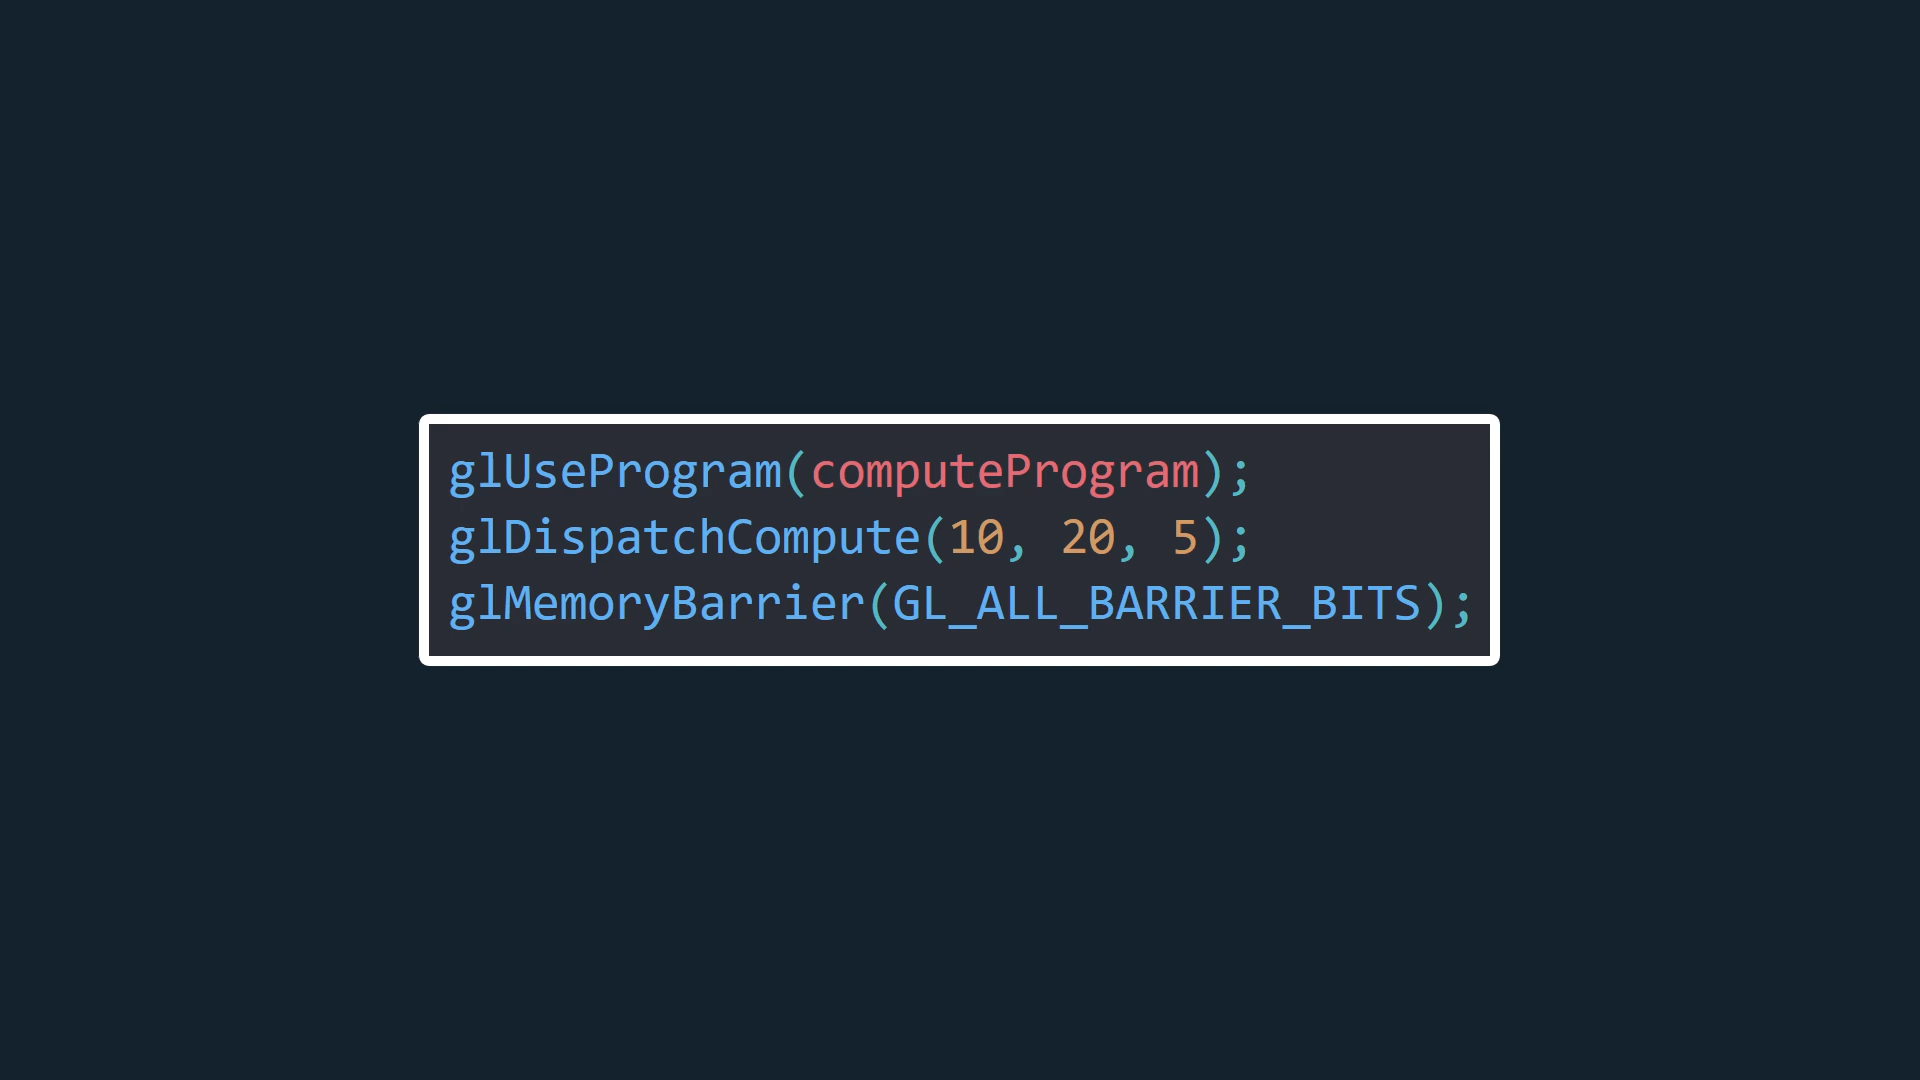 glUseProgram(computeProgram);
glDispatchCompute(10, 20, 5);
glMemoryBarrier(GL_ALL_BARRIER_BITS);